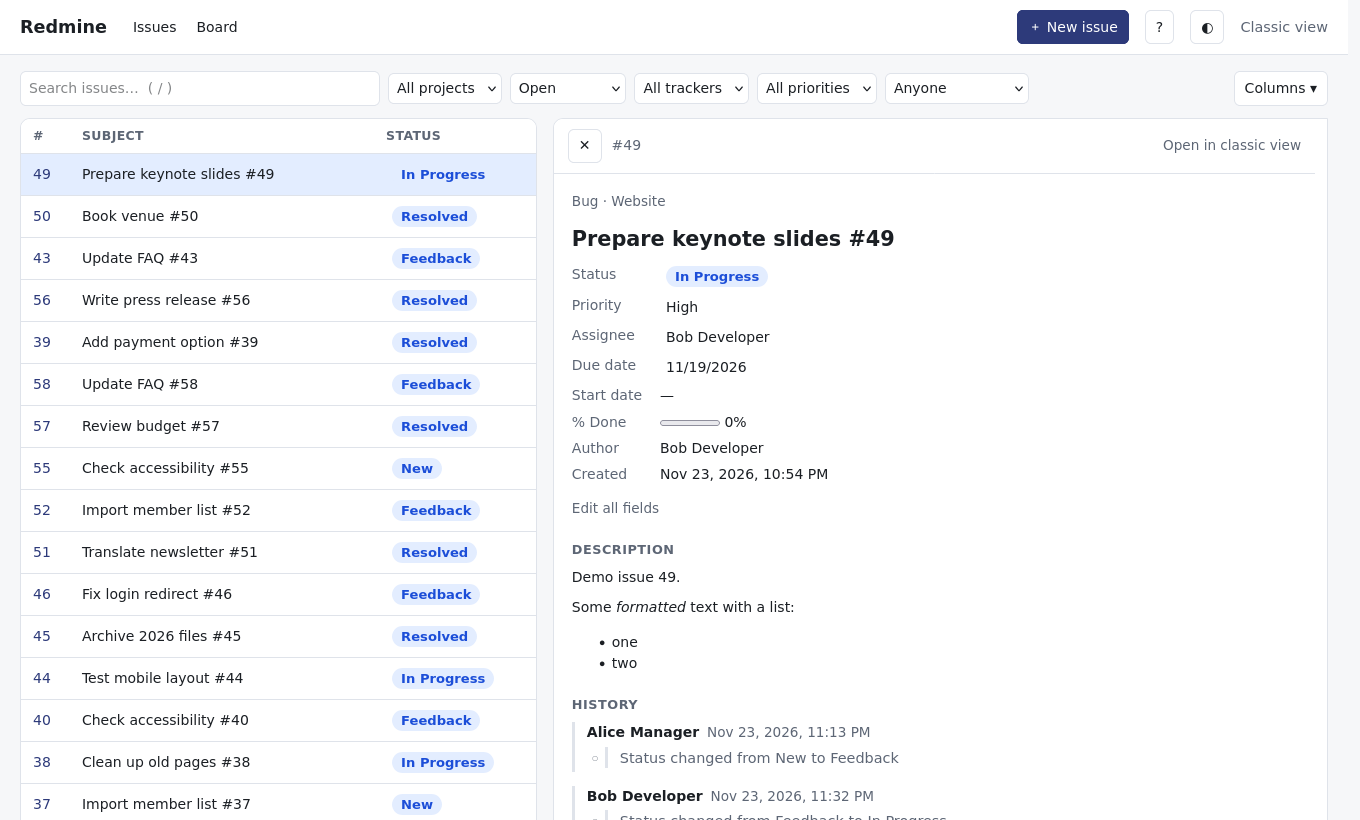 Redmine Issues Board + New issue ? ◐ Classic view
Search issues… ( / ) All projects Open All trackers All priorities Anyone Columns ▾
# SUBJECT STATUS
49 Prepare keynote slides #49 In Progress
50 Book venue #50 Resolved
43 Update FAQ #43 Feedback
56 Write press release #56 Resolved
39 Add payment option #39 Resolved
58 Update FAQ #58 Feedback
57 Review budget #57 Resolved
55 Check accessibility #55 New
52 Import member list #52 Feedback
51 Translate newsletter #51 Resolved
46 Fix login redirect #46 Feedback
45 Archive 2026 files #45 Resolved
44 Test mobile layout #44 In Progress
40 Check accessibility #40 Feedback
38 Clean up old pages #38 In Progress
37 Import member list #37 New
✕ #49 Open in classic view
Bug · Website
Prepare keynote slides #49
Status In Progress
Priority High
Assignee Bob Developer
Due date 11/19/2026
Start date —
% Done 0%
Author Bob Developer
Created Nov 23, 2026, 10:54 PM
Edit all fields
DESCRIPTION
Demo issue 49.
Some formatted text with a list:
• one
• two
HISTORY
Alice Manager Nov 23, 2026, 11:13 PM
Status changed from New to Feedback
Bob Developer Nov 23, 2026, 11:32 PM
Status changed from Feedback to In Progress